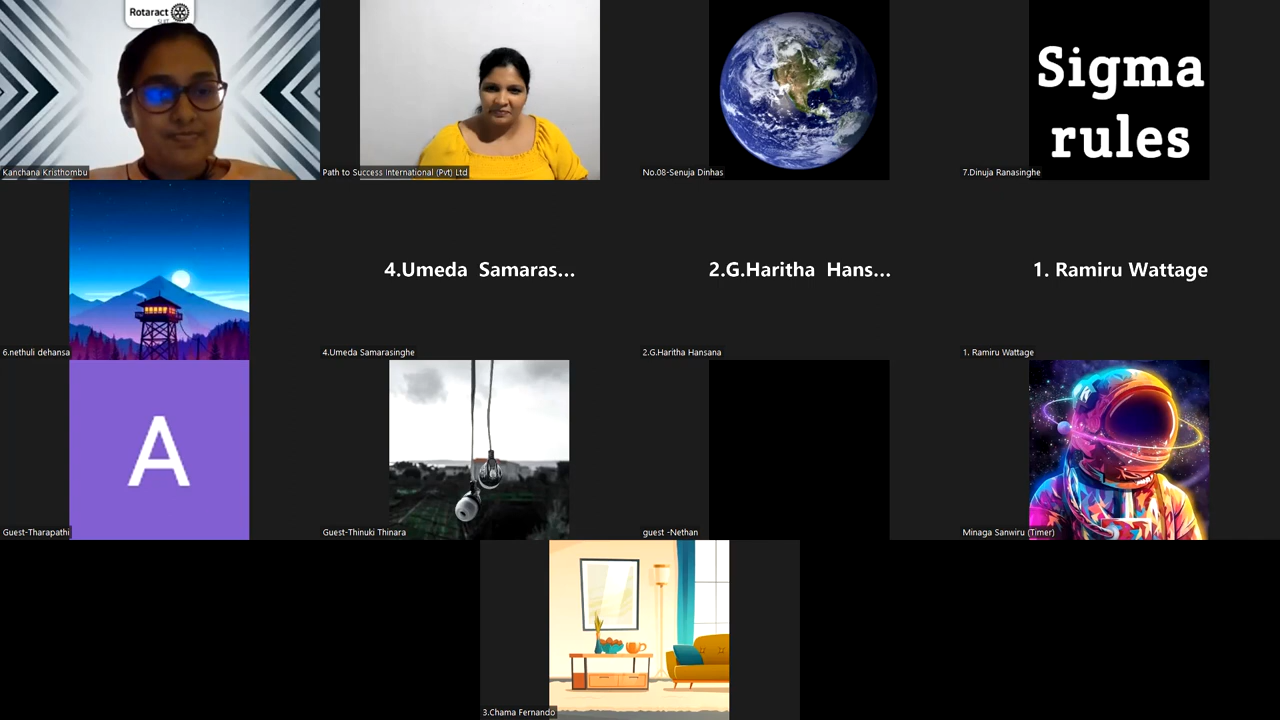 Rotaract
Kanchana Kristhombu
Path to Success International (Pvt) Ltd
No.08-Senuja Dinhas
Sigma
rules
7.Dinuja Ranasinghe
6.nethuli dehansa
4.Umeda Samaras...
4.Umeda Samarasinghe
2.G.Haritha Hans...
2.G.Haritha Hansana
1. Ramiru Wattage
1. Ramiru Wattage
A
Guest-Tharapathi
Guest-Thinuki Thinara
guest -Nethan
Minaga Sanwiru (Timer)
3.Chama Fernando